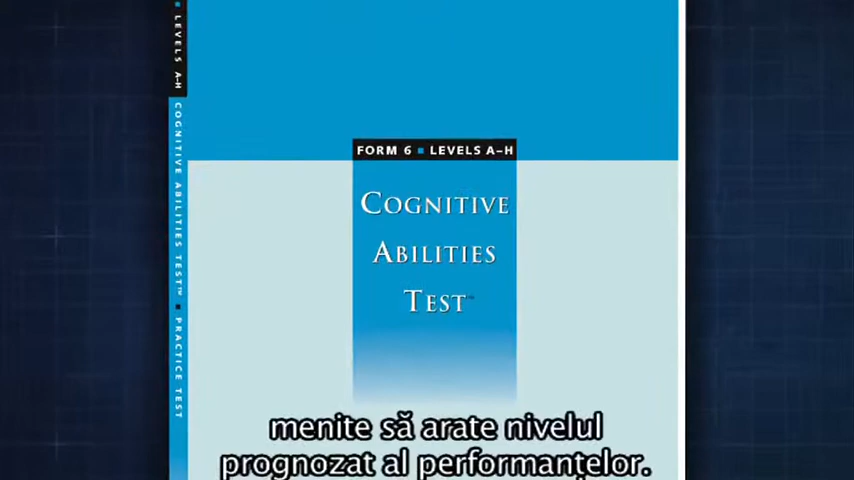 LEVELS A–H
COGNITIVE ABILITIES TEST™ ▪ PRACTICE TEST
FORM 6 ▪ LEVELS A–H
COGNITIVE
ABILITIES
TEST™
menite să arate nivelul
prognozat al performanțelor.